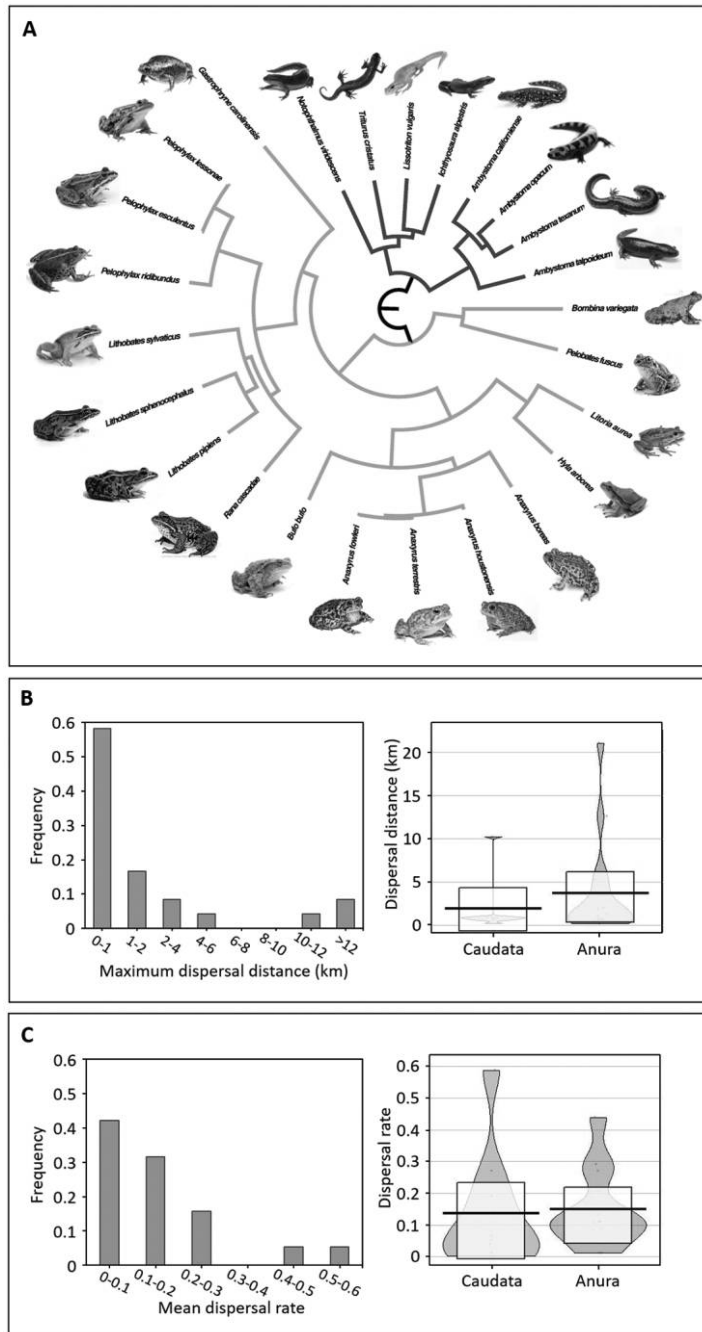 A
Gastrophryne carolinensis
Notophthalmus viridescens
Triturus cristatus
Lissotriton vulgaris
Ichthyosaura alpestris
Ambystoma californiense
Ambystoma opacum
Ambystoma texanum
Ambystoma talpoideum
Bombina variegata
Pelobates fuscus
Litoria aurea
Hyla arborea
Anaxyrus boreas
Anaxyrus houstonensis
Anaxyrus terrestris
Anaxyrus fowleri
Bufo bufo
Rana cascadae
Lithobates pipiens
Lithobates sphenocephalus
Lithobates sylvaticus
Pelophylax ridibundus
Pelophylax esculentus
Pelophylax lessonae
B
Frequency
0.6
0.5
0.4
0.3
0.2
0.1
0
0-1
1-2
2-4
4-6
6-8
8-10
10-12
>12
Maximum dispersal distance (km)
Dispersal distance (km)
20
15
10
5
0
Caudata
Anura
C
Frequency
0.6
0.5
0.4
0.3
0.2
0.1
0
0-0.1
0.1-0.2
0.2-0.3
0.3-0.4
0.4-0.5
0.5-0.6
Mean dispersal rate
Dispersal rate
0.6
0.5
0.4
0.3
0.2
0.1
0
Caudata
Anura